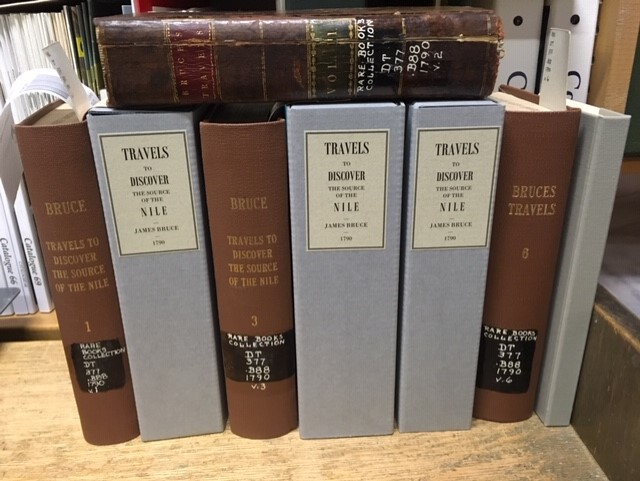 BRUCE'S
TRAVELS
VOL. II
RARE BOOKS
COLLECTION
DT
377
.B88
1790
v.2
BRUCE
TRAVELS TO
DISCOVER
THE SOURCE
OF THE NILE
1
RARE
BOOKS
COLLECTION
DT
377
.B88
1790
v.1
TRAVELS
TO
DISCOVER
THE SOURCE
OF THE
NILE
JAMES BRUCE
1790
BRUCE
TRAVELS TO
DISCOVER
THE SOURCE
OF THE NILE
3
RARE BOOKS
COLLECTION
DT
377
.B88
1790
v.3
TRAVELS
TO
DISCOVER
THE SOURCE
OF THE
NILE
JAMES BRUCE
1790
TRAVELS
TO
DISCOVER
THE SOURCE
OF THE
NILE
JAMES BRUCE
1790
BRUCES
TRAVELS
6
RARE BOOKS
COLLECTION
DT
377
.B88
1790
v.6
Catalogue 66
Catalogue 69